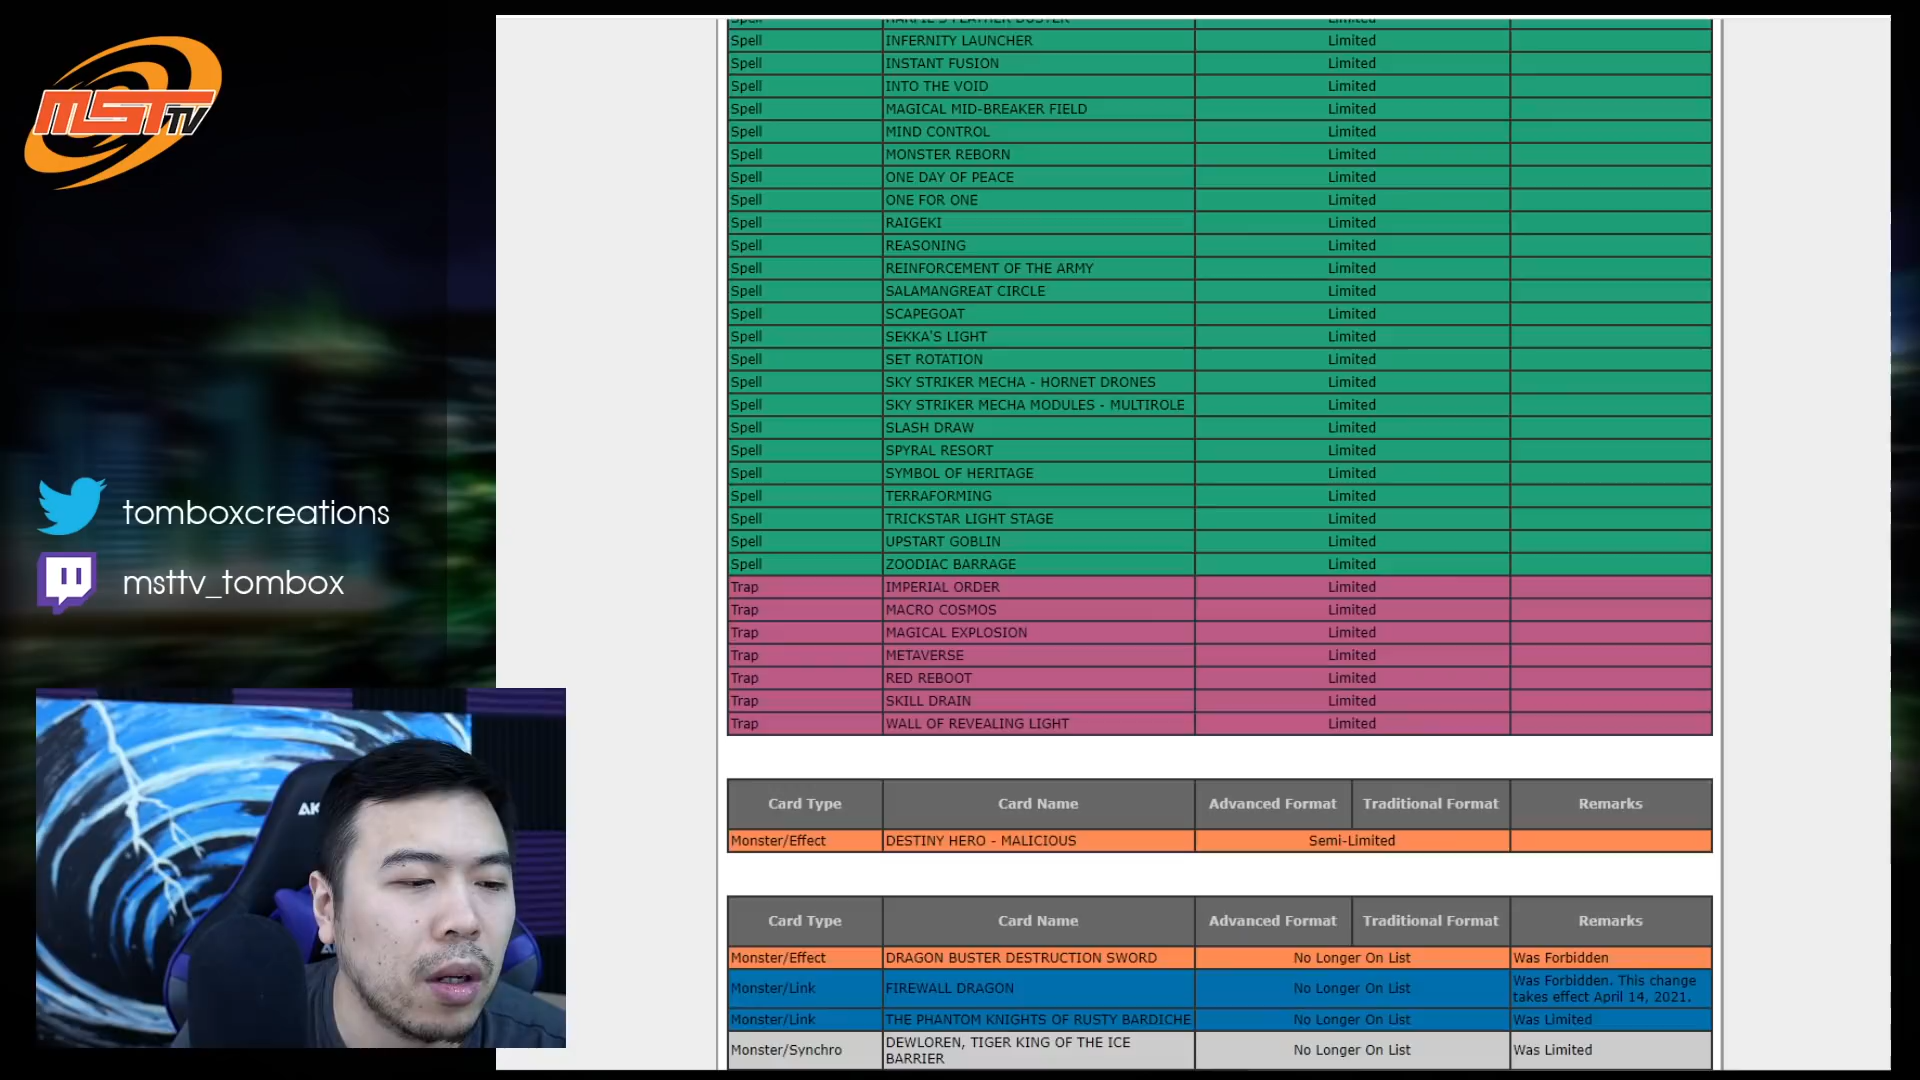 MST TV
tomboxcreations
msttv_tombox
AK
Spell HARPIE'S FEATHER DUSTER Limited
Spell INFERNITY LAUNCHER Limited
Spell INSTANT FUSION Limited
Spell INTO THE VOID Limited
Spell MAGICAL MID-BREAKER FIELD Limited
Spell MIND CONTROL Limited
Spell MONSTER REBORN Limited
Spell ONE DAY OF PEACE Limited
Spell ONE FOR ONE Limited
Spell RAIGEKI Limited
Spell REASONING Limited
Spell REINFORCEMENT OF THE ARMY Limited
Spell SALAMANGREAT CIRCLE Limited
Spell SCAPEGOAT Limited
Spell SEKKA'S LIGHT Limited
Spell SET ROTATION Limited
Spell SKY STRIKER MECHA - HORNET DRONES Limited
Spell SKY STRIKER MECHA MODULES - MULTIROLE Limited
Spell SLASH DRAW Limited
Spell SPYRAL RESORT Limited
Spell SYMBOL OF HERITAGE Limited
Spell TERRAFORMING Limited
Spell TRICKSTAR LIGHT STAGE Limited
Spell UPSTART GOBLIN Limited
Spell ZOODIAC BARRAGE Limited
Trap IMPERIAL ORDER Limited
Trap MACRO COSMOS Limited
Trap MAGICAL EXPLOSION Limited
Trap METAVERSE Limited
Trap RED REBOOT Limited
Trap SKILL DRAIN Limited
Trap WALL OF REVEALING LIGHT Limited
Card Type Card Name Advanced Format Traditional Format Remarks
Monster/Effect DESTINY HERO - MALICIOUS Semi-Limited
Card Type Card Name Advanced Format Traditional Format Remarks
Monster/Effect DRAGON BUSTER DESTRUCTION SWORD No Longer On List Was Forbidden
Monster/Link FIREWALL DRAGON No Longer On List Was Forbidden. This change
takes effect April 14, 2021.
Monster/Link THE PHANTOM KNIGHTS OF RUSTY BARDICHE No Longer On List Was Limited
Monster/Synchro DEWLOREN, TIGER KING OF THE ICE
BARRIER No Longer On List Was Limited